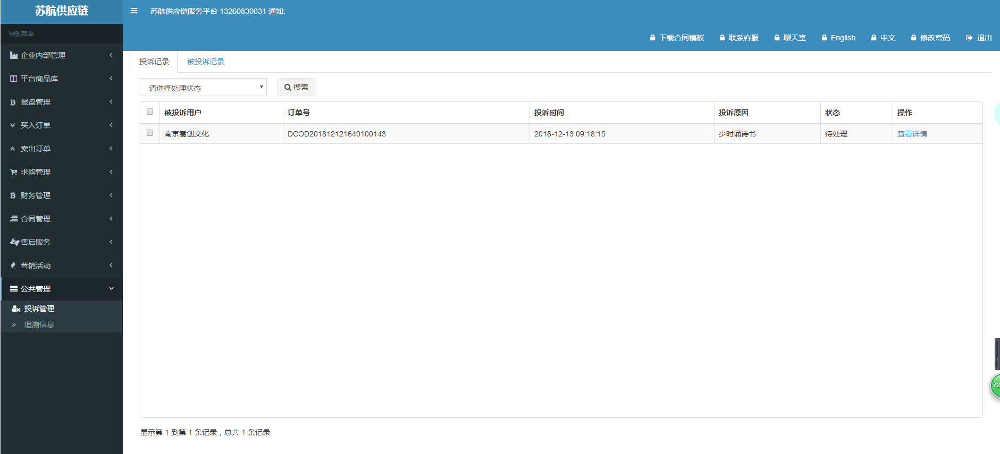 苏航供应链
苏航供应链服务平台 13260830031 通知:
下载合同模板 联系客服 聊天室 English 中文 修改密码 退出
导航菜单
企业内部管理
平台商品库
报盘管理
买入订单
卖出订单
求购管理
财务管理
合同管理
售后服务
营销活动
公共管理
投诉管理
追溯信息
投诉记录 被投诉记录
请选择处理状态 搜索
被投诉用户 订单号 投诉时间 投诉原因 状态 操作
南京嵩创文化 DCOD201812121640100143 2018-12-13 09:18:15 少时诵诗书 待处理 查看详情
显示第 1 到第 1 条记录，总共 1 条记录
72